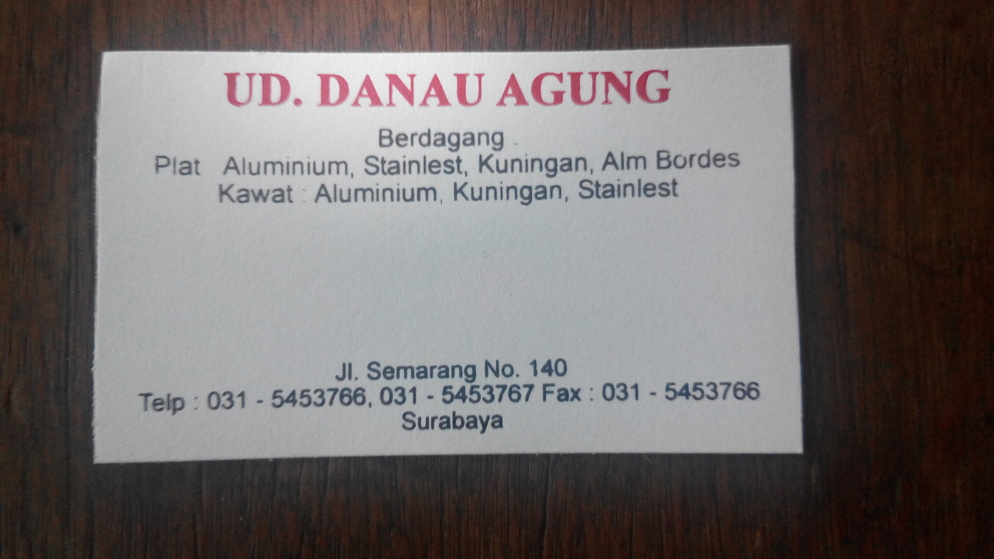 UD. DANAU AGUNG
Berdagang :
Plat Aluminium, Stainlest, Kuningan, Alm Bordes
Kawat : Aluminium, Kuningan, Stainlest
Jl. Semarang No. 140
Telp : 031 - 5453766, 031 - 5453767 Fax : 031 - 5453766
Surabaya